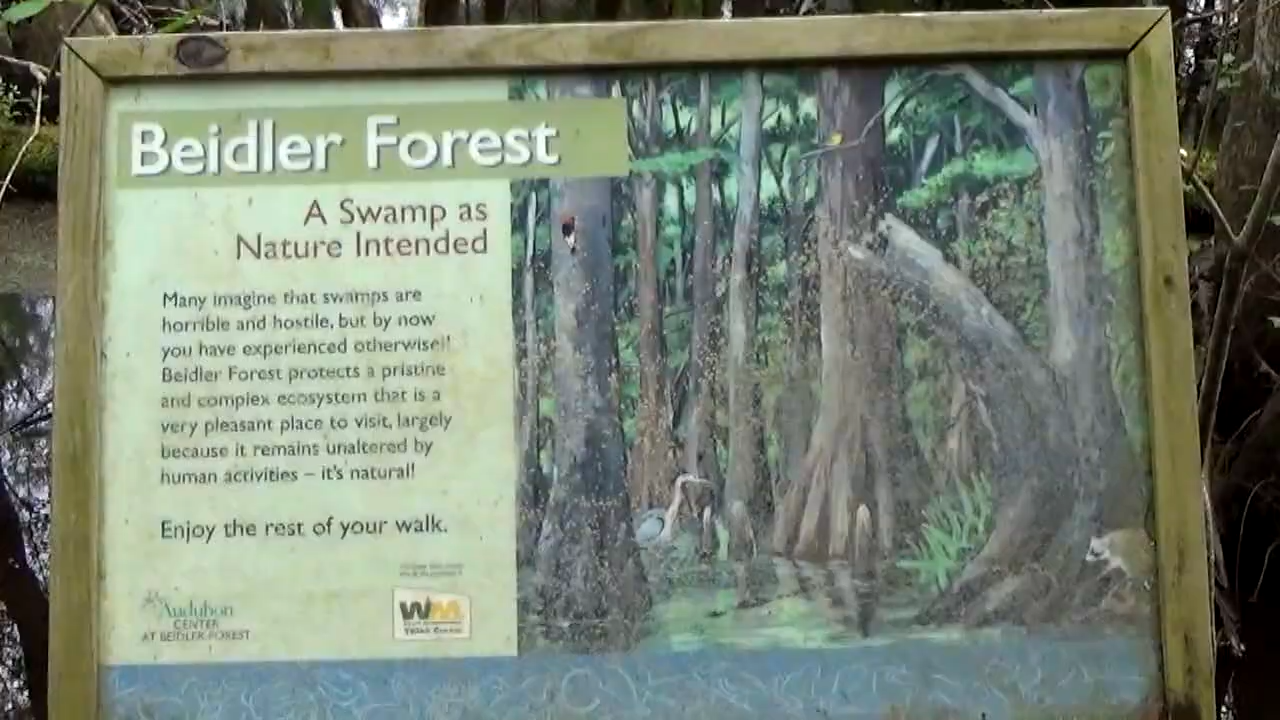 Beidler Forest
A Swamp as
Nature Intended
Many imagine that swamps are
horrible and hostile, but by now
you have experienced otherwise!!
Beidler Forest protects a pristine
and complex ecosystem that is a
very pleasant place to visit, largely
because it remains unaltered by
human activities – it's natural!
Enjoy the rest of your walk.
Audubon
CENTER
AT BEIDLER FOREST
WM